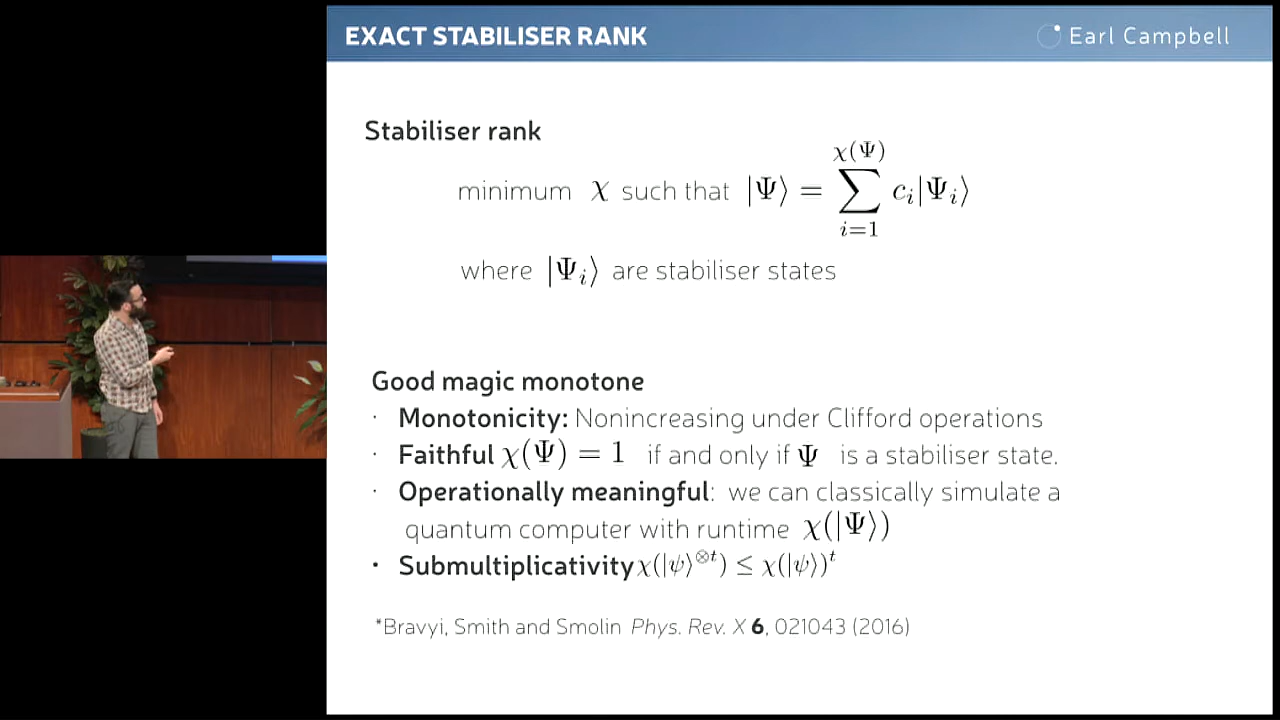 EXACT STABILISER RANK
Earl Campbell
Stabiliser rank
minimum χ such that |Ψ⟩ = ∑_{i=1}^{χ(Ψ)} c_i|Ψ_i⟩
where |Ψ_i⟩ are stabiliser states
Good magic monotone
· Monotonicity: Nonincreasing under Clifford operations
· Faithful χ(Ψ) = 1 if and only if Ψ is a stabiliser state.
· Operationally meaningful: we can classically simulate a
quantum computer with runtime χ(|Ψ⟩)
· Submultiplicativity χ(|ψ⟩^{⊗t}) ≤ χ(|ψ⟩)^t
*Bravyi, Smith and Smolin Phys. Rev. X 6, 021043 (2016)